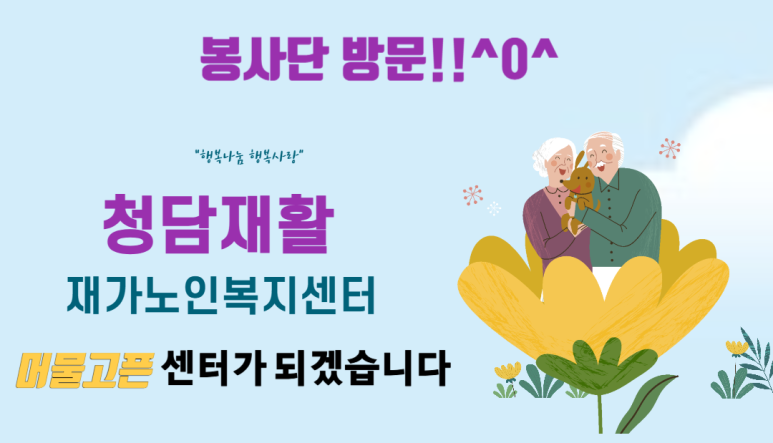 봉사단 방문!!^0^
"행복나눔 행복사랑"
청담재활
재가노인복지센터
머물고픈 센터가 되겠습니다